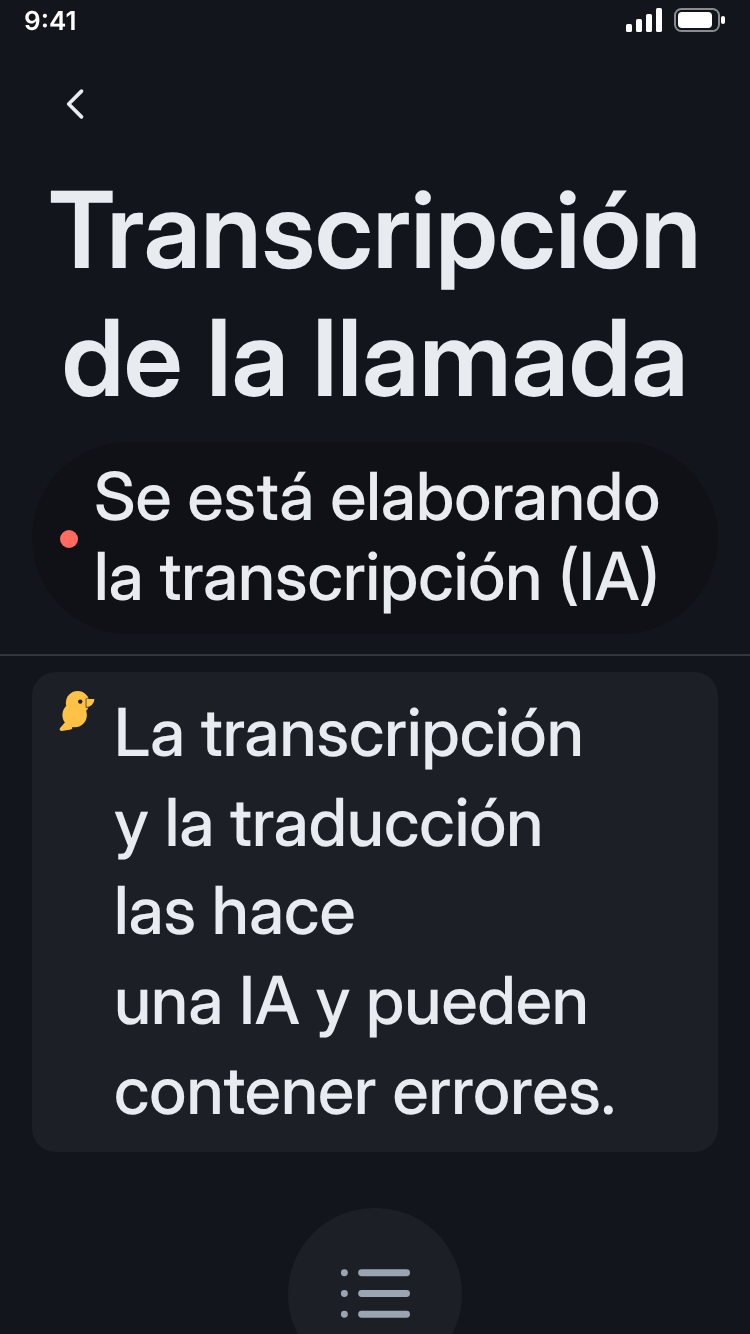 9:41
Transcripción
de la llamada
Se está elaborando
la transcripción (IA)
La transcripción
y la traducción
las hace
una IA y pueden
contener errores.